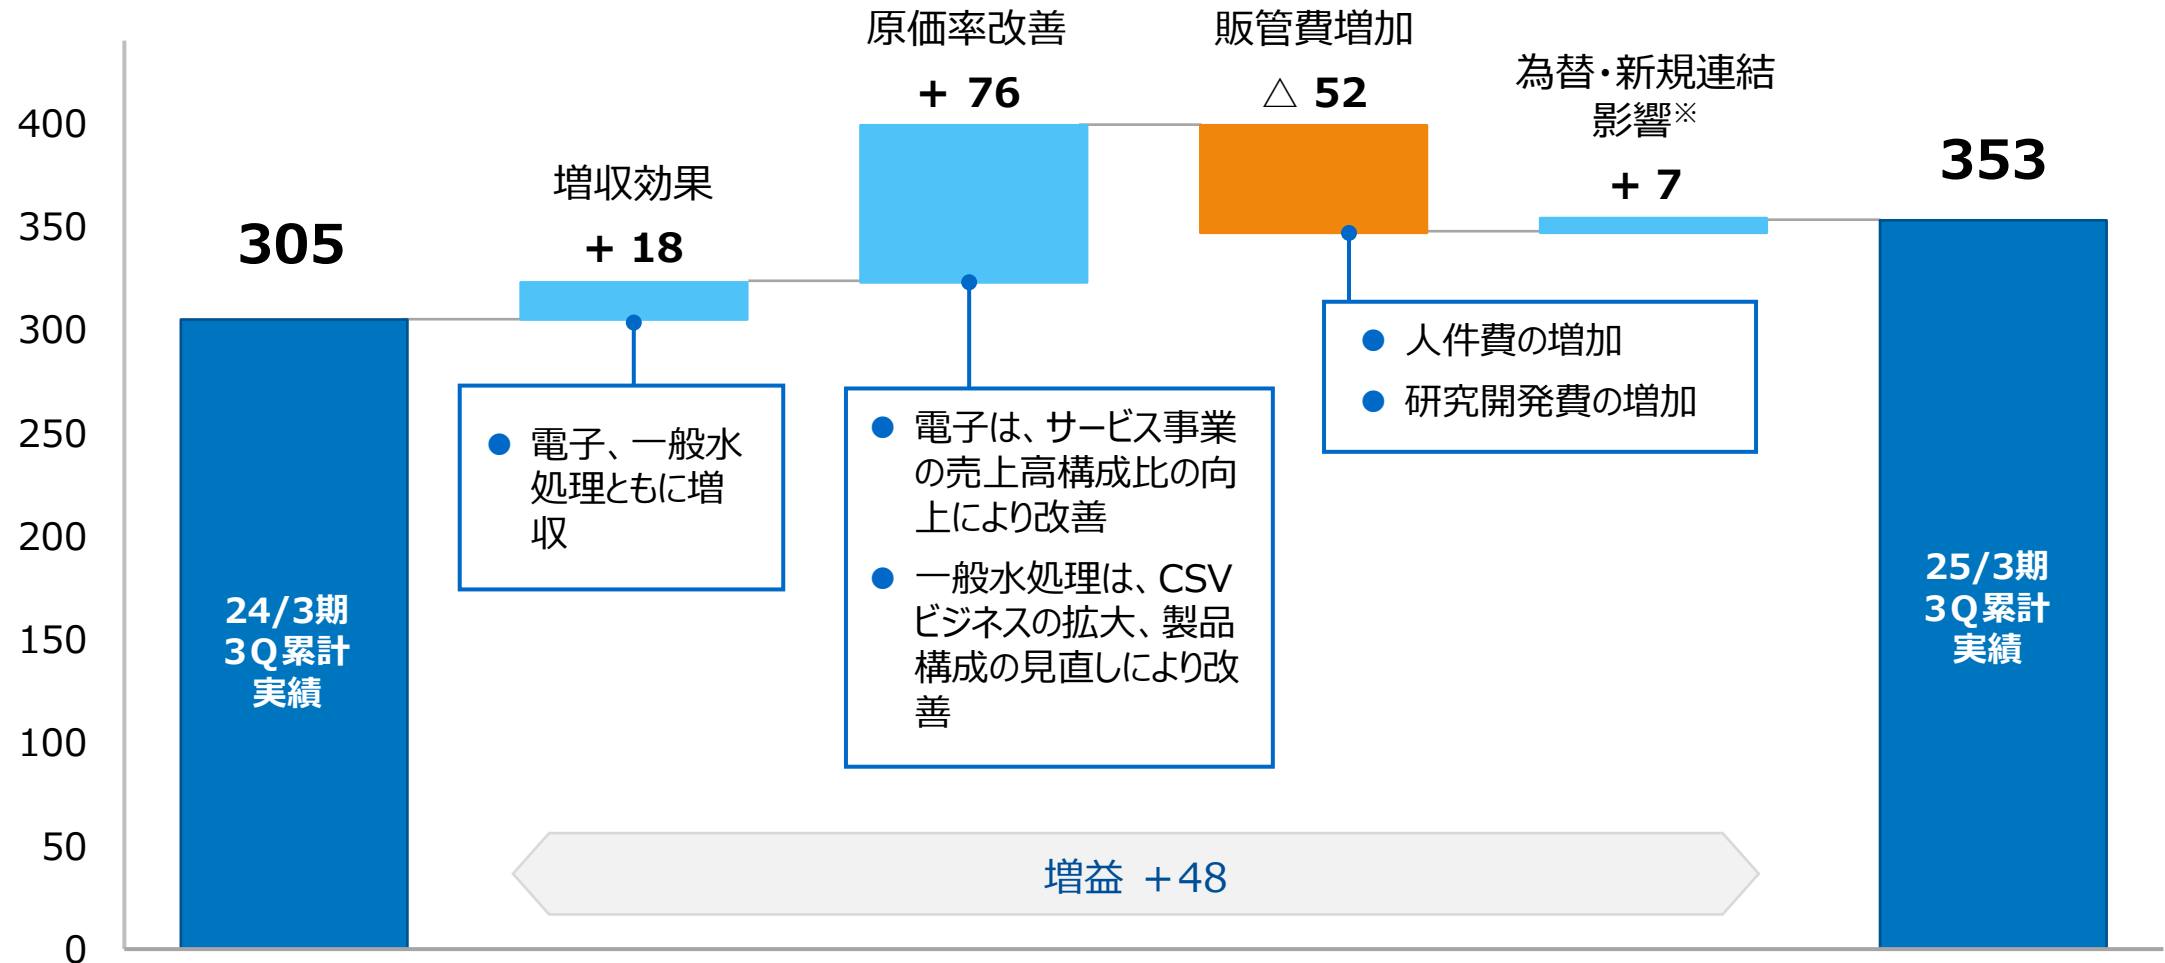 原価率改善
+ 76
販管費増加
△ 52
為替・新規連結
影響※
+ 7
増収効果
+ 18
305
353
400
350
300
250
200
150
100
50
0
● 電子、一般水
処理ともに増
収
● 電子は、サービス事業
の売上高構成比の向
上により改善
● 一般水処理は、CSV
ビジネスの拡大、製品
構成の見直しにより改
善
● 人件費の増加
● 研究開発費の増加
24/3期
3Q累計
実績
25/3期
3Q累計
実績
増益 +48